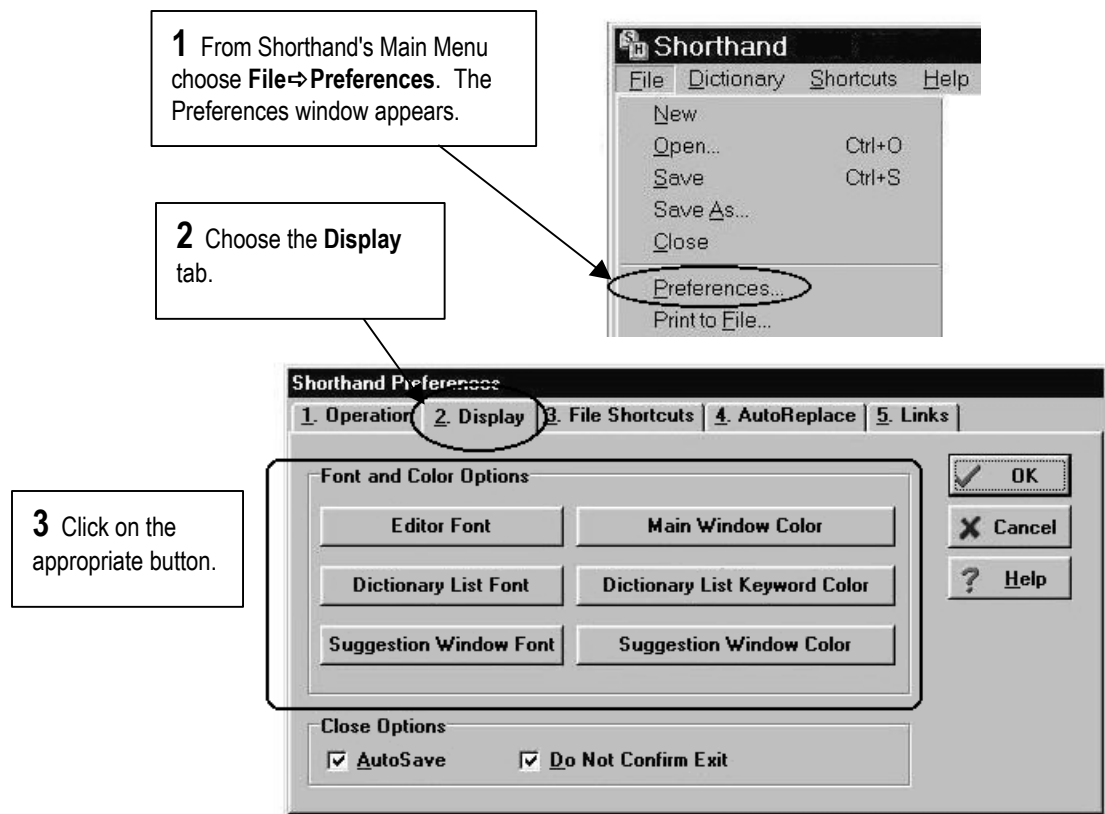 1 From Shorthand's Main Menu
choose File⇨Preferences. The
Preferences window appears.
Shorthand
File Dictionary Shortcuts Help
New
Open... Ctrl+O
Save Ctrl+S
Save As...
Close
Preferences...
Print to File...
2 Choose the Display
tab.
Shorthand Preferences
1. Operation 2. Display 3. File Shortcuts 4. AutoReplace 5. Links
Font and Color Options
Editor Font Main Window Color
Dictionary List Font Dictionary List Keyword Color
Suggestion Window Font Suggestion Window Color
OK
Cancel
Help
3 Click on the
appropriate button.
Close Options
AutoSave Do Not Confirm Exit